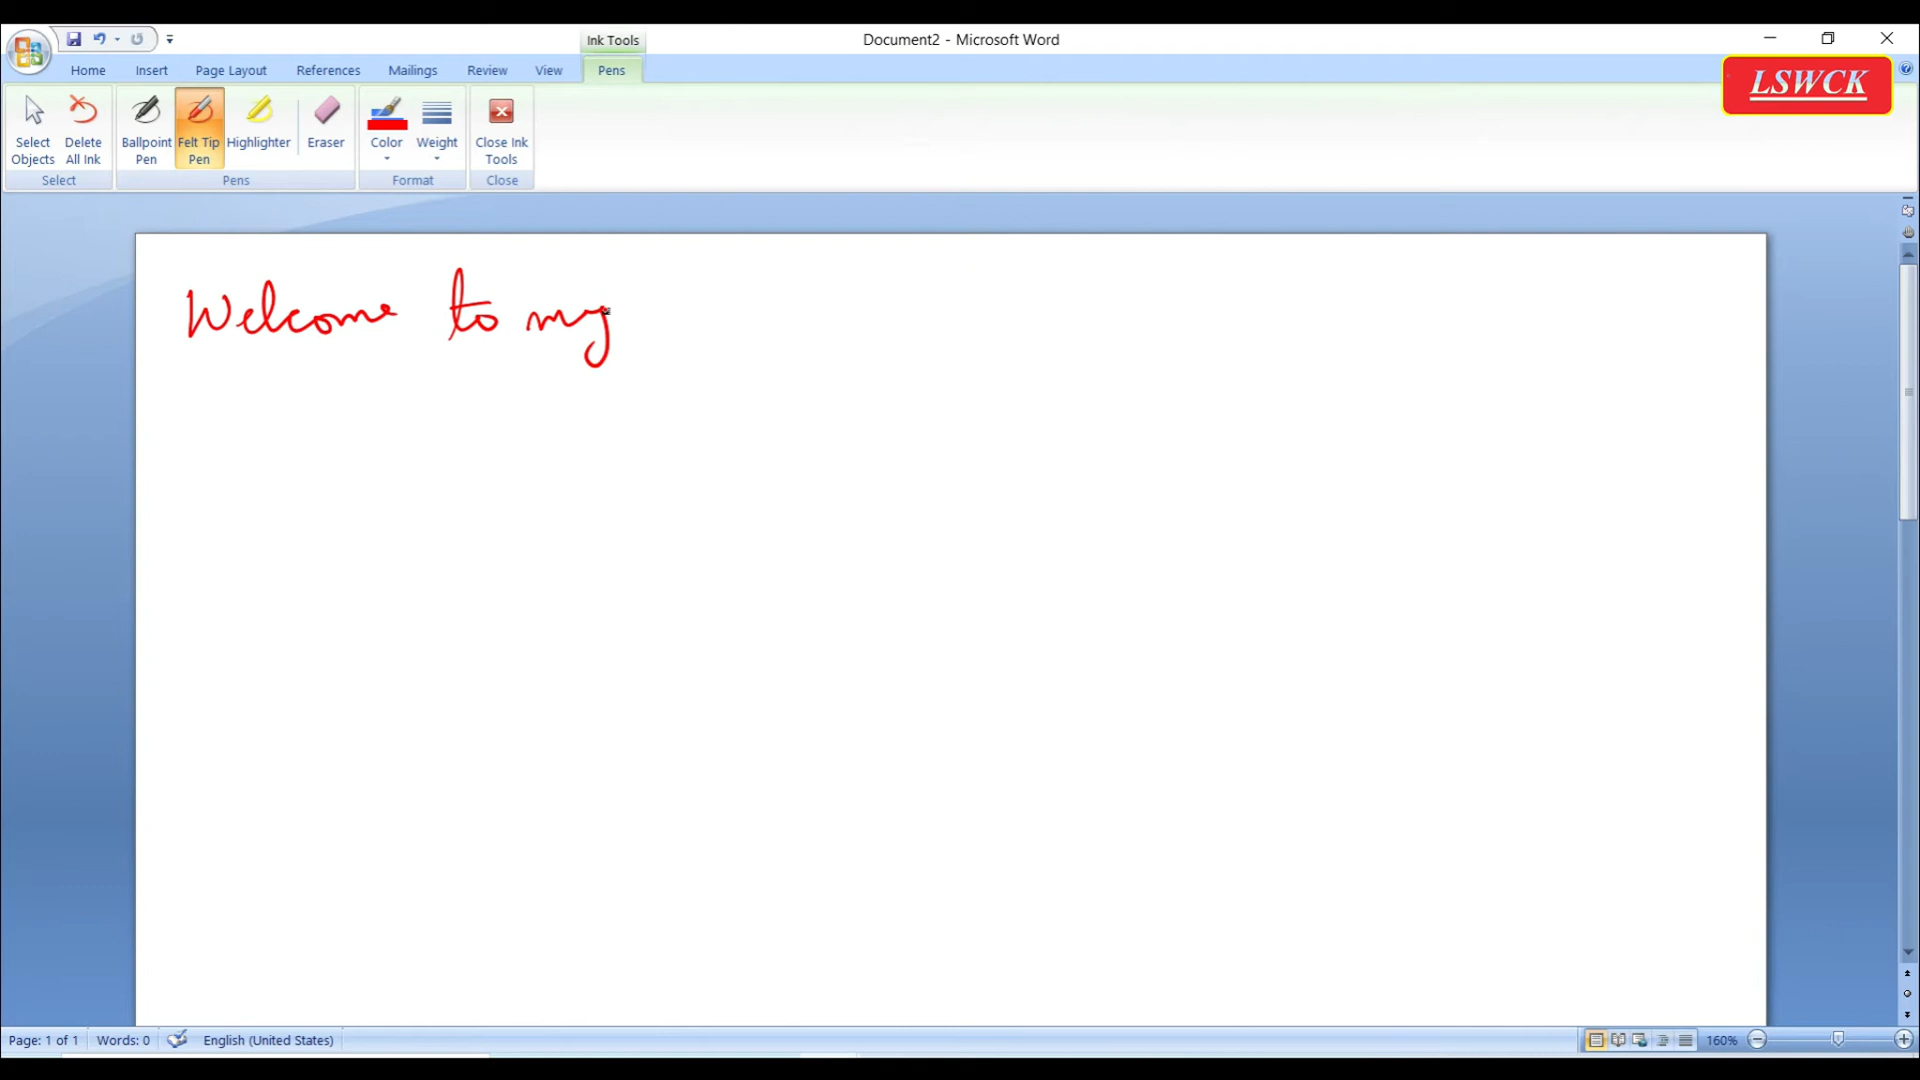 Ink Tools
Document2 - Microsoft Word
Home Insert Page Layout References Mailings Review View Pens
LSWCK
Select Objects
Delete All Ink
Ballpoint Pen
Felt Tip Pen
Highlighter
Eraser
Color
Weight
Close Ink Tools
Select Pens Format Close
Welcome to my
Page: 1 of 1 Words: 0 English (United States) 160%